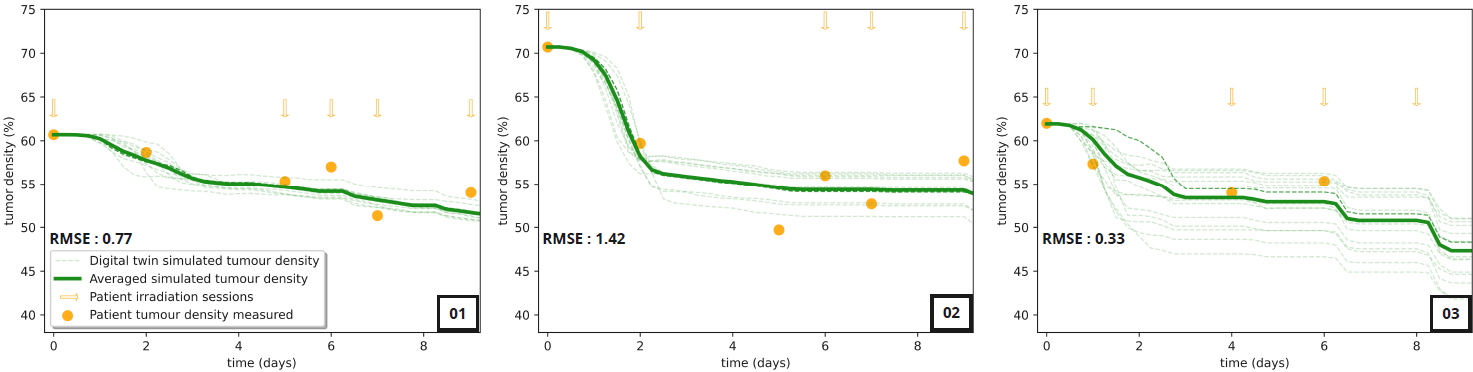 75
70
65
60
55
50
45
40
tumor density (%)
RMSE : 0.77
Digital twin simulated tumour density
Averaged simulated tumour density
Patient irradiation sessions
Patient tumour density measured
01
0 2 4 6 8
time (days)
75
70
65
60
55
50
45
40
tumor density (%)
RMSE : 1.42
02
0 2 4 6 8
time (days)
75
70
65
60
55
50
45
40
tumor density (%)
RMSE : 0.33
03
0 2 4 6 8
time (days)